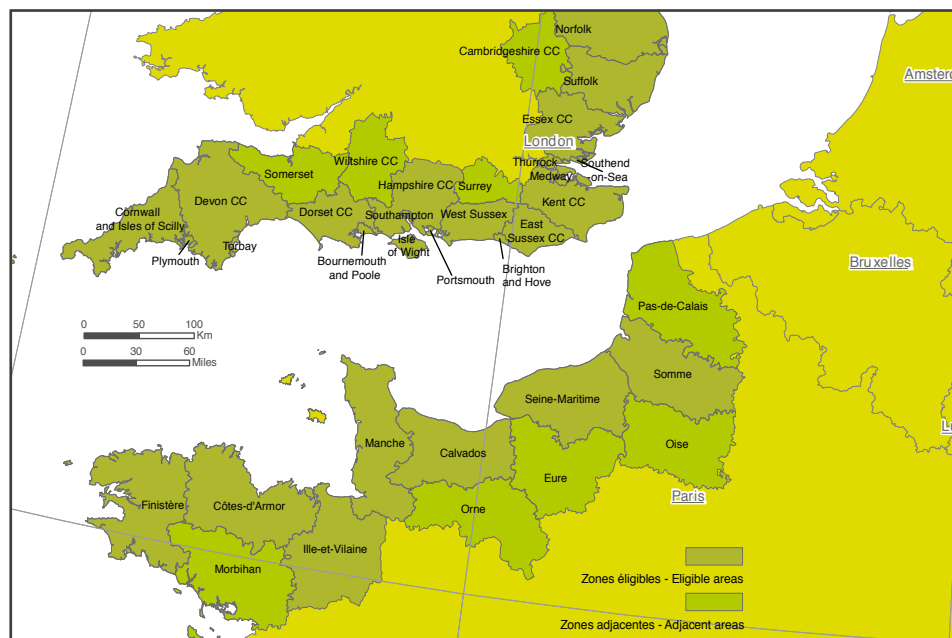 Norfolk
Cambridgeshire CC
Suffolk
Amsterd
Essex CC
London
Thurrock
Southend
-on-Sea
Medway
Wiltshire CC
Somerset
Hampshire CC
Surrey
Kent CC
Devon CC
Cornwall
and Isles of Scilly
Dorset CC
Southampton
West Sussex
East
Sussex CC
Plymouth
Torbay
Isle
of Wight
Bournemouth
and Poole
Portsmouth
Brighton
and Hove
Bruxelles
Pas-de-Calais
0 50 100
Km
0 30 60
Miles
Somme
Seine-Maritime
Manche
Calvados
Oise
Eure
Paris
Finistère
Côtes-d'Armor
Orne
Ille-et-Vilaine
Morbihan
Zones éligibles - Eligible areas
Zones adjacentes - Adjacent areas